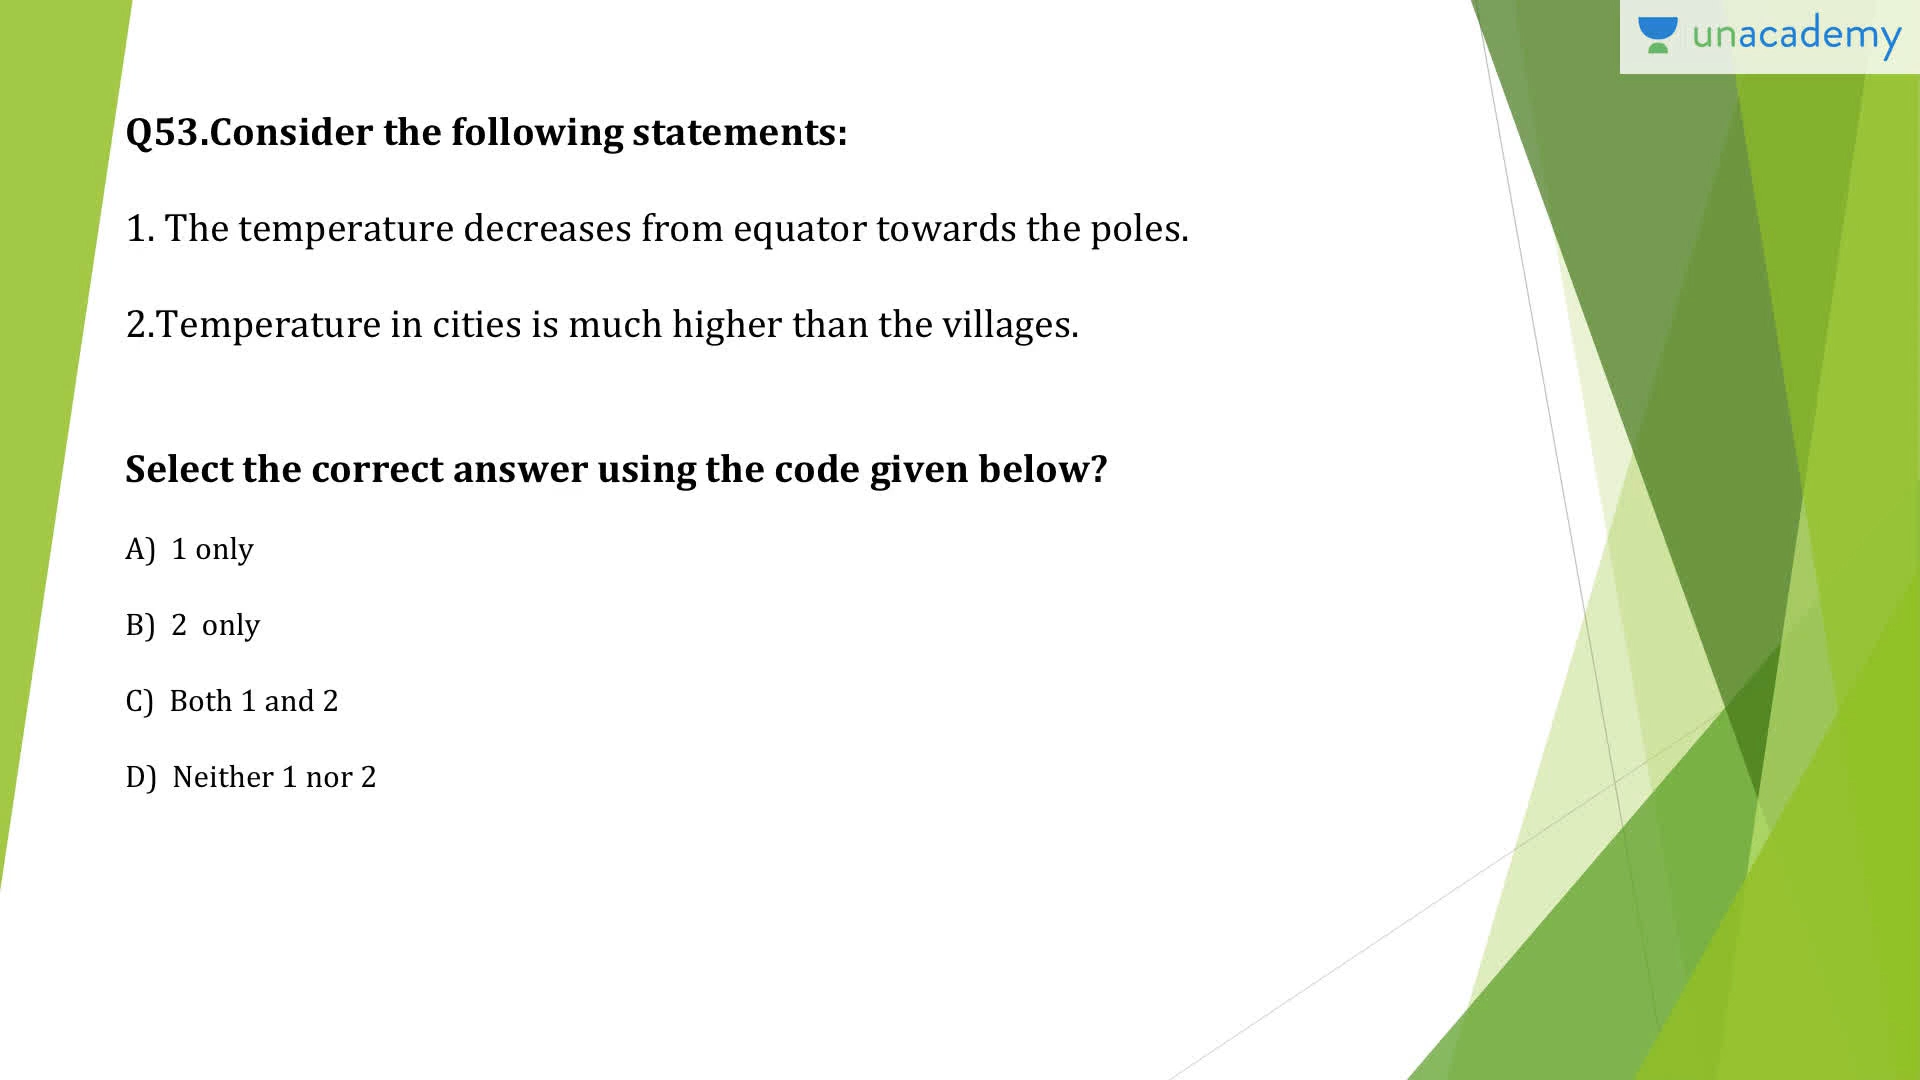 unacademy
Q53.Consider the following statements:
1. The temperature decreases from equator towards the poles.
2.Temperature in cities is much higher than the villages.
Select the correct answer using the code given below?
A) 1 only
B) 2 only
C) Both 1 and 2
D) Neither 1 nor 2